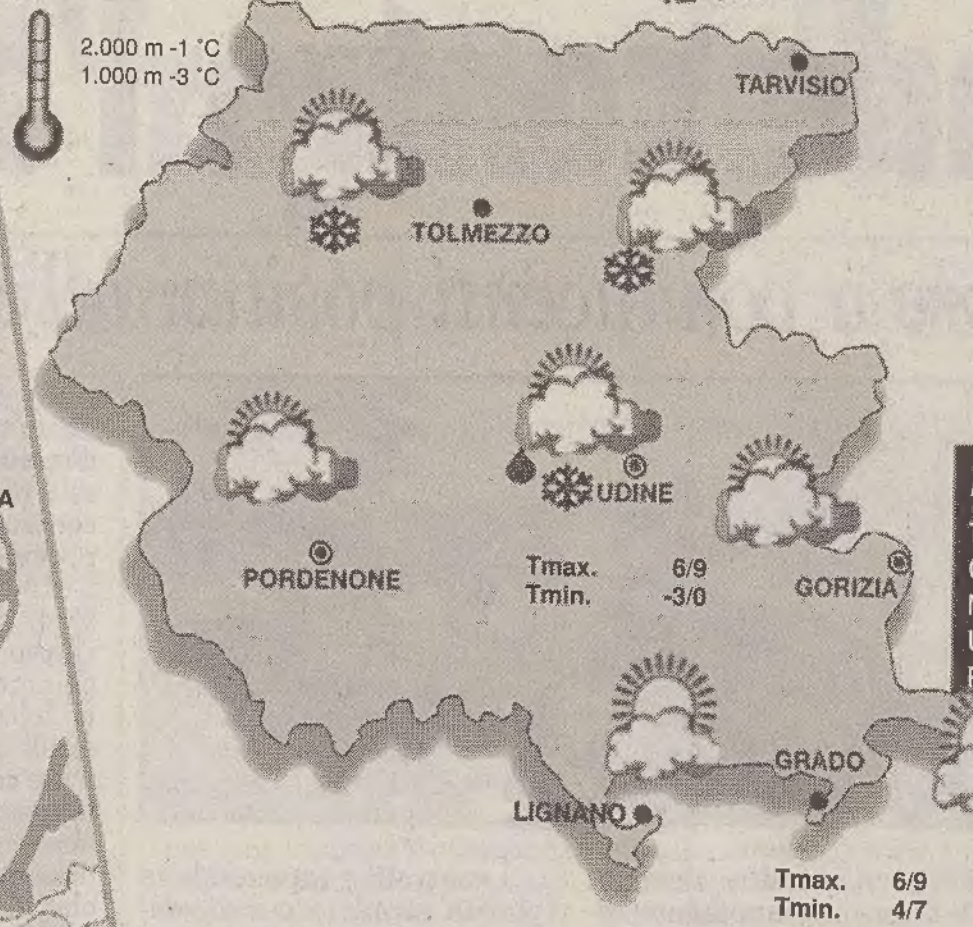 2.000 m -1 °C
1.000 m -3 °C
TARVISIO
TOLMEZZO
UDINE
PORDENONE
Tmax. 6/9
Tmin. -3/0
GORIZIA
GRADO
LIGNANO
Tmax. 6/9
Tmin. 4/7